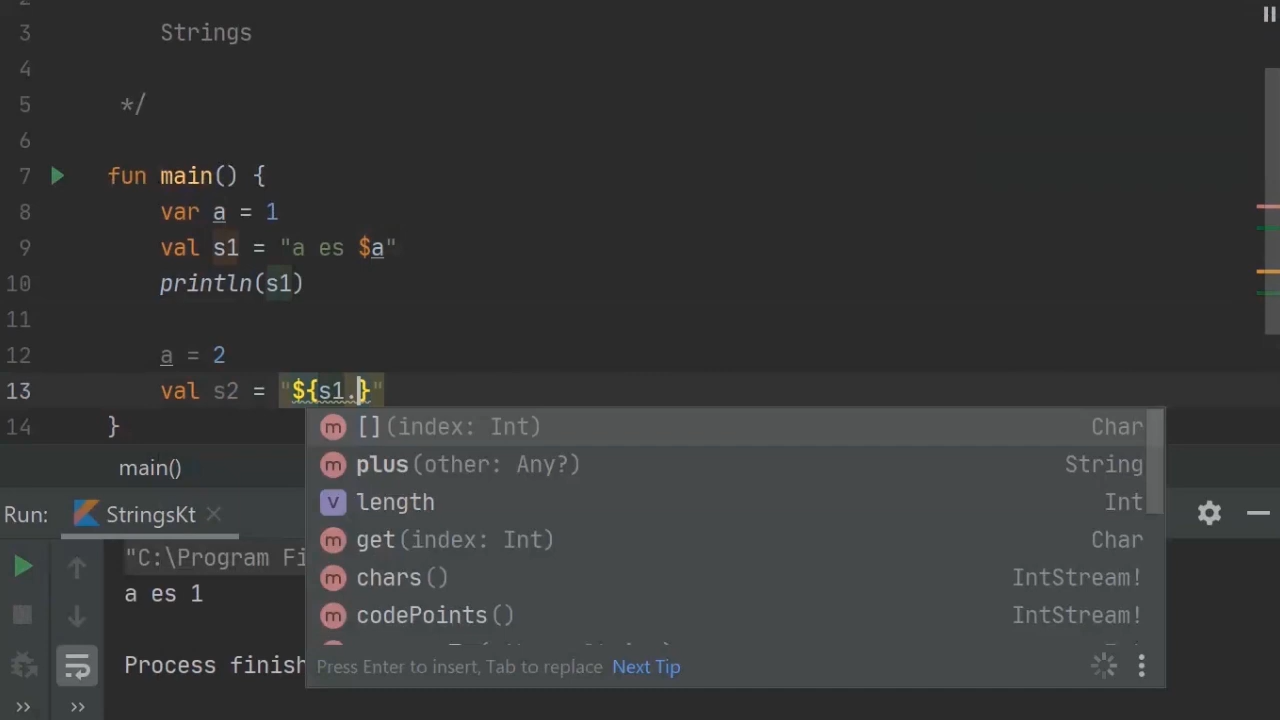 3 Strings
4
5 */
6
7 fun main() {
8 var a = 1
9 val s1 = "a es $a"
10 println(s1)
11
12 a = 2
13 val s2 = "${s1.}"
14 }
[](index: Int) Char
plus(other: Any?) String
length Int
get(index: Int) Char
chars() IntStream!
codePoints() IntStream!
Press Enter to insert, Tab to replace Next Tip
main()
Run: StringsKt
"C:\Program Fi
a es 1
Process finish